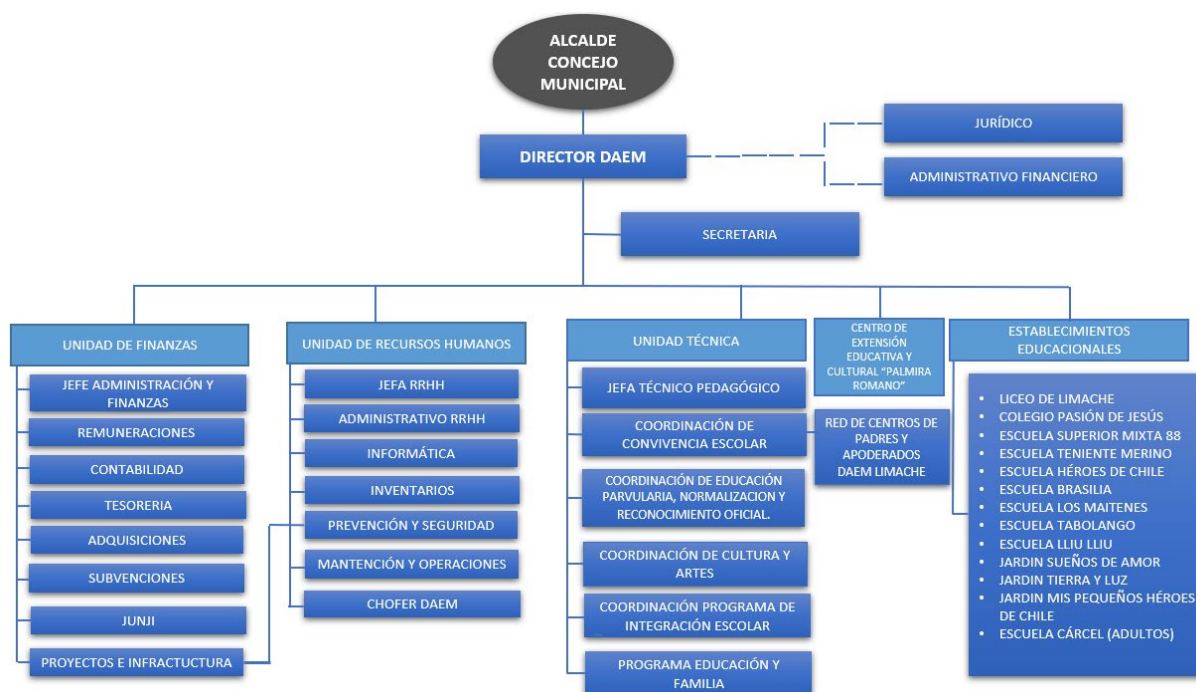 ALCALDE
CONCEJO
MUNICIPAL
DIRECTOR DAEM
JURÍDICO
ADMINISTRATIVO FINANCIERO
SECRETARIA
UNIDAD DE FINANZAS
JEFE ADMINISTRACIÓN Y
FINANZAS
REMUNERACIONES
CONTABILIDAD
TESORERIA
ADQUISICIONES
SUBVENCIONES
JUNJI
PROYECTOS E INFRACTUCTURA
UNIDAD DE RECURSOS HUMANOS
JEFA RRHH
ADMINISTRATIVO RRHH
INFORMÁTICA
INVENTARIOS
PREVENCIÓN Y SEGURIDAD
MANTENCIÓN Y OPERACIONES
CHOFER DAEM
UNIDAD TÉCNICA
JEFA TÉCNICO PEDAGÓGICO
COORDINACIÓN DE
CONVIVENCIA ESCOLAR
COORDINACIÓN DE EDUCACIÓN
PARVULARIA, NORMALIZACION Y
RECONOCIMIENTO OFICIAL.
COORDINACIÓN DE CULTURA Y
ARTES
COORDINACIÓN PROGRAMA DE
INTEGRACIÓN ESCOLAR
PROGRAMA EDUCACIÓN Y
FAMILIA
CENTRO DE
EXTENSIÓN
EDUCATIVA Y
CULTURAL “PALMIRA
ROMANO”
RED DE CENTROS DE
PADRES Y
APODERADOS
DAEM LIMACHE
ESTABLECIMIENTOS
EDUCACIONALES
• LICEO DE LIMACHE
• COLEGIO PASIÓN DE JESÚS
• ESCUELA SUPERIOR MIXTA 88
• ESCUELA TENIENTE MERINO
• ESCUELA HÉROES DE CHILE
• ESCUELA BRASILIA
• ESCUELA LOS MAITENES
• ESCUELA TABOLANGO
• ESCUELA LLIU LLIU
• JARDIN SUEÑOS DE AMOR
• JARDIN TIERRA Y LUZ
• JARDIN MIS PEQUEÑOS HÉROES
DE CHILE
• ESCUELA CÁRCEL (ADULTOS)